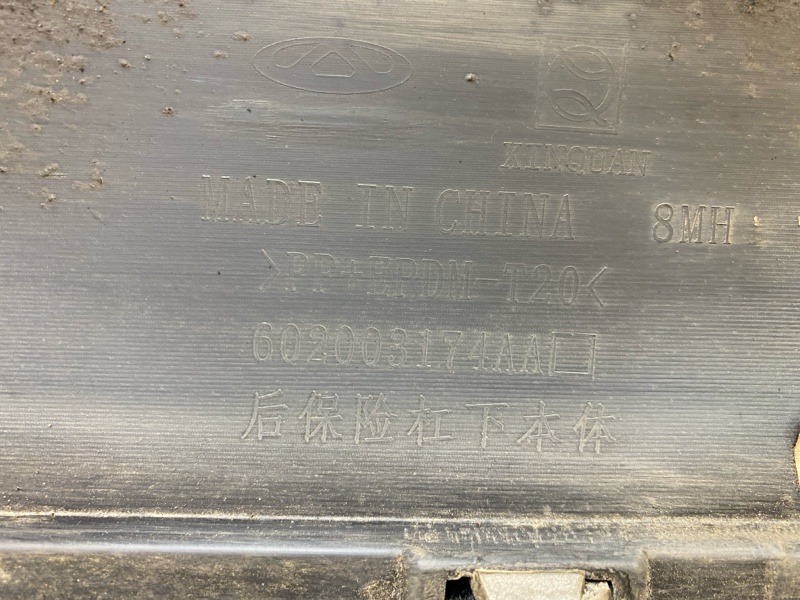 XINQUAN
MADE IN CHINA 8MH
>PP+EPDM-T20<
602003174AA
后保险杠下本体